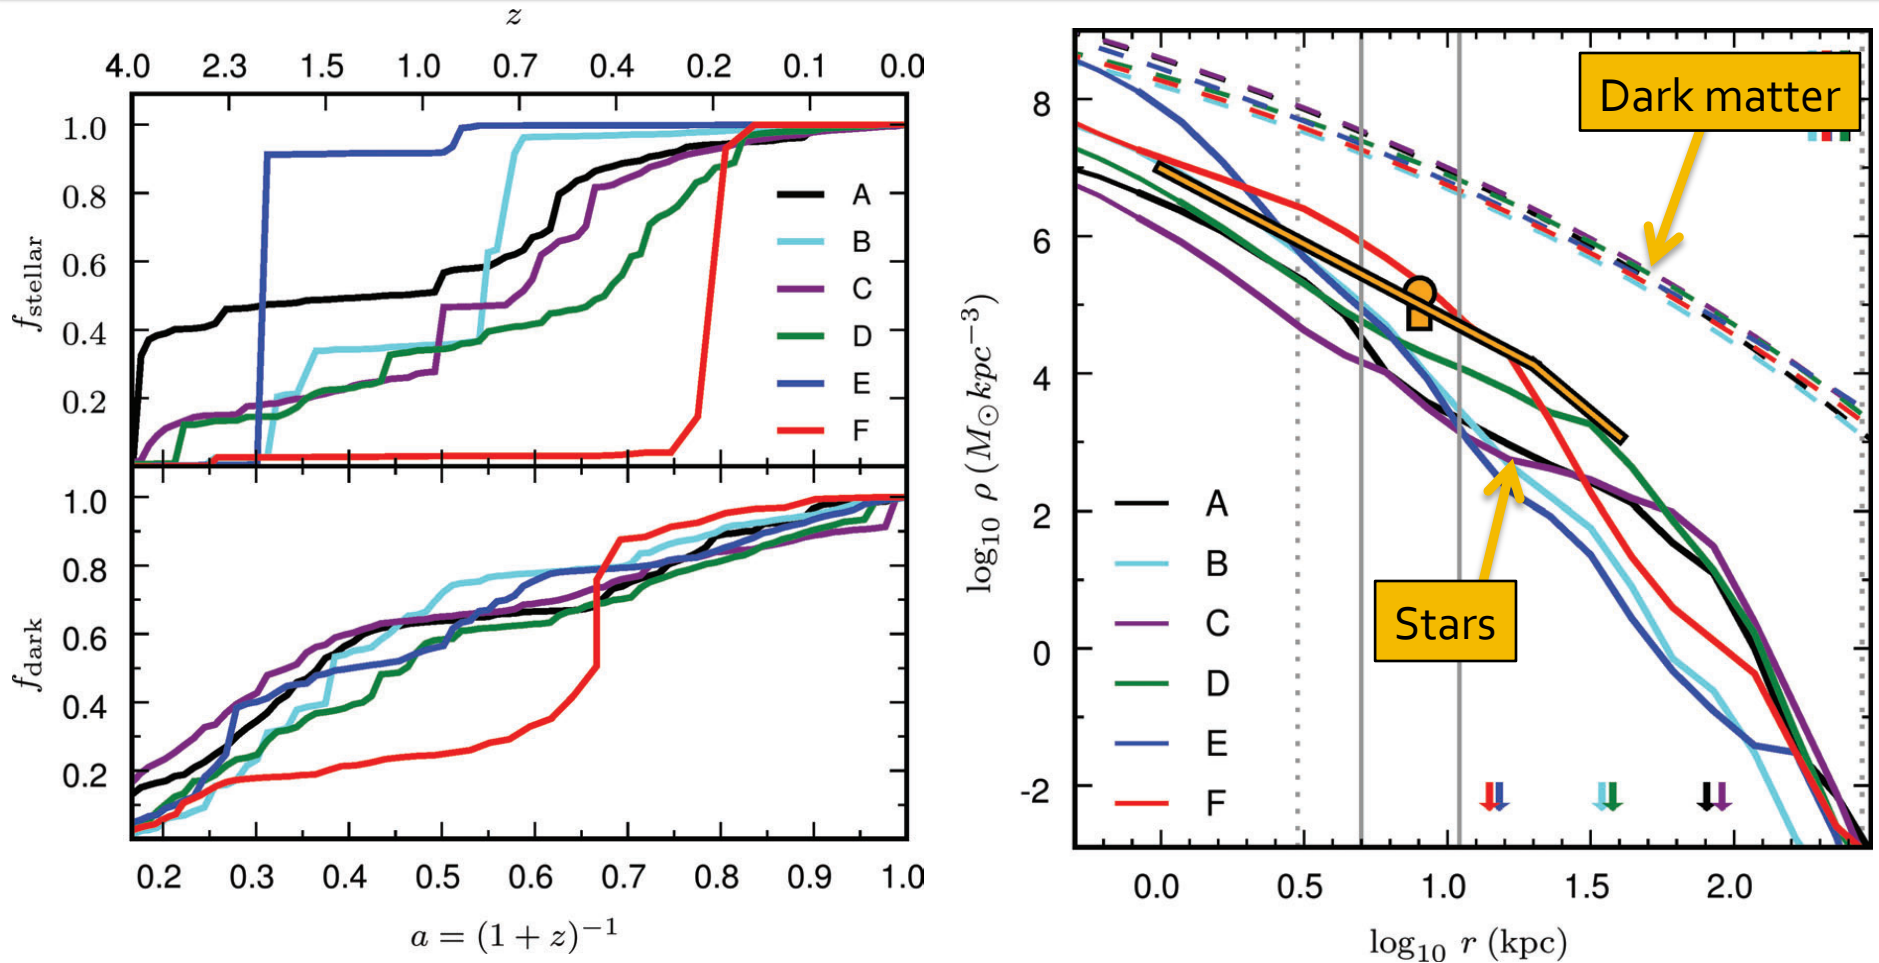 z
4.0 2.3 1.5 1.0 0.7 0.4 0.2 0.1 0.0
1.0
0.8
0.6
0.4
0.2
f_stellar
A
B
C
D
E
F
1.0
0.8
0.6
0.4
0.2
f_dark
0.2 0.3 0.4 0.5 0.6 0.7 0.8 0.9 1.0
a = (1 + z)^−1
8
6
4
2
0
-2
log₁₀ ρ (M⊙kpc⁻³)
Dark matter
Stars
A
B
C
D
E
F
0.0 0.5 1.0 1.5 2.0
log₁₀ r (kpc)